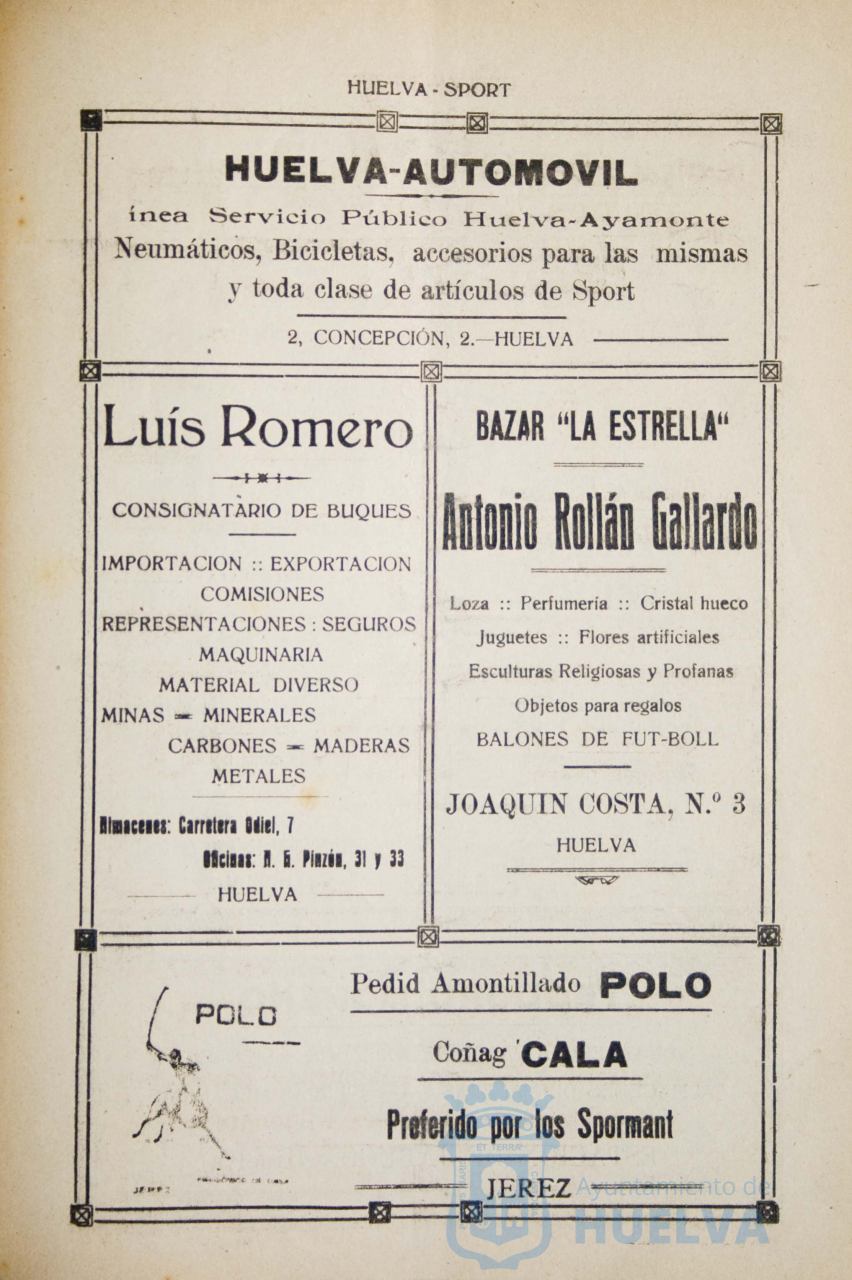 HUELVA - SPORT
HUELVA-AUTOMOVIL
ínea Servicio Público Huelva-Ayamonte
Neumáticos, Bicicletas, accesorios para las mismas
y toda clase de artículos de Sport
2, CONCEPCIÓN, 2.—HUELVA
Luís Romero
CONSIGNATARIO DE BUQUES
IMPORTACION :: EXPORTACION
COMISIONES
REPRESENTACIONES : SEGUROS
MAQUINARIA
MATERIAL DIVERSO
MINAS = MINERALES
CARBONES = MADERAS
METALES
Almacenes: Carretera Odiel, 7
Oficinas: A. G. Pinzón, 31 y 33
HUELVA
BAZAR "LA ESTRELLA"
Antonio Rollán Gallardo
Loza :: Perfumería :: Cristal hueco
Juguetes :: Flores artificiales
Esculturas Religiosas y Profanas
Objetos para regalos
BALONES DE FUT-BOLL
JOAQUIN COSTA, N.º 3
HUELVA
POLO
JEREZ
Pedid Amontillado POLO
Coñag 'CALA
Preferido por los Spormant
JEREZ
Ayuntamiento de
HUELVA